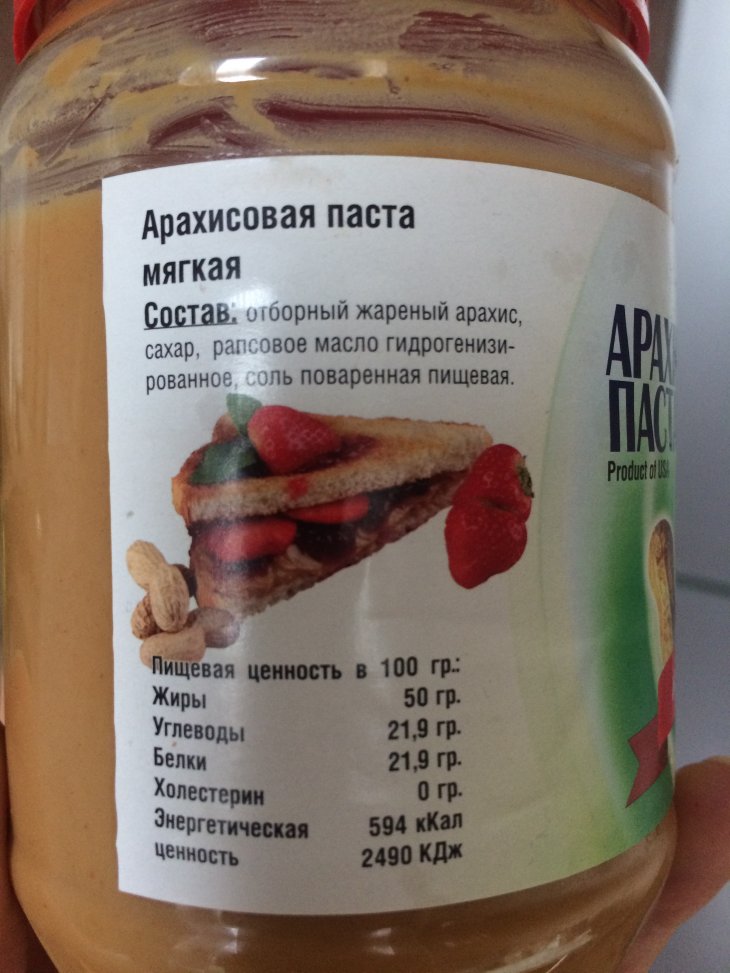 Арахисовая паста
мягкая
Состав: отборный жареный арахис,
сахар, рапсовое масло гидрогенизи-
рованное, соль поваренная пищевая.
Product of USA
Пищевая ценность в 100 гр.:
Жиры 50 гр.
Углеводы 21,9 гр.
Белки 21,9 гр.
Холестерин 0 гр.
Энергетическая 594 кКал
ценность 2490 КДж